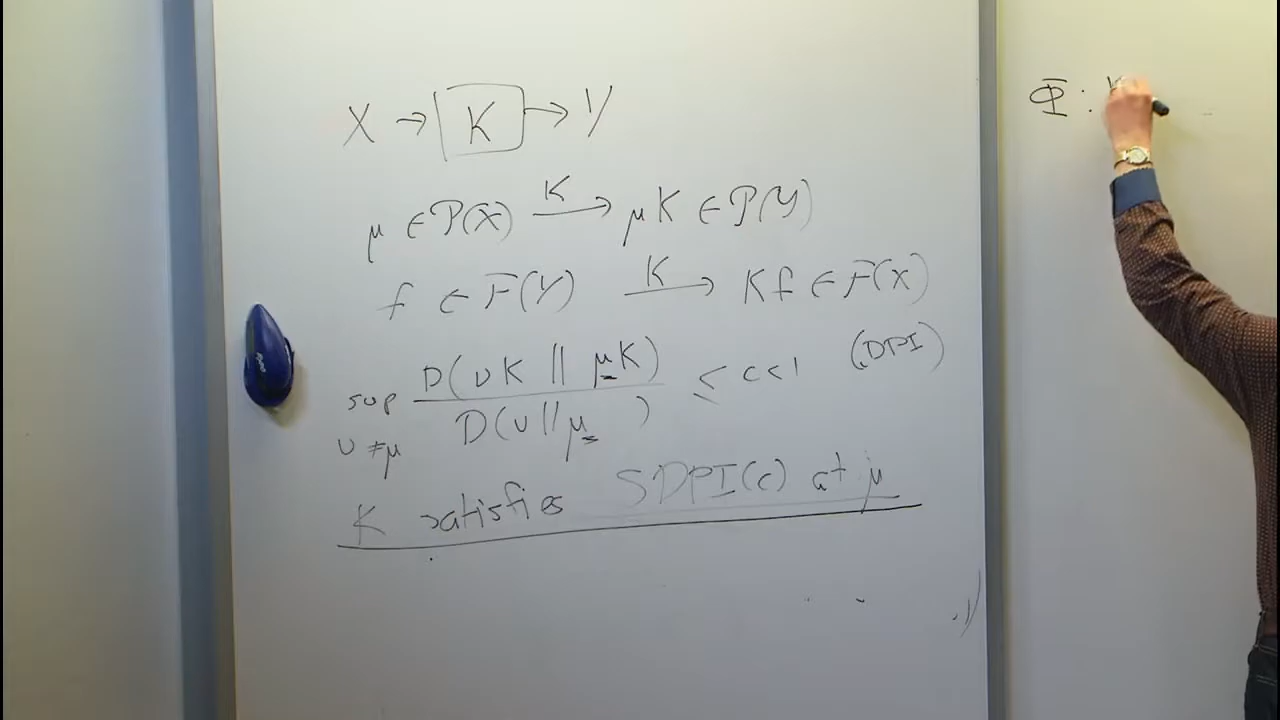 X → K → Y
μ ∈ P(X) K→ μK ∈ P(Y)
f ∈ F(Y) K→ Kf ∈ F(X)
sup ν≠μ D(νK || μK) / D(ν || μ) ≤ c < 1 (DPI)
K satisfies SDPI(c) at μ
Φ :